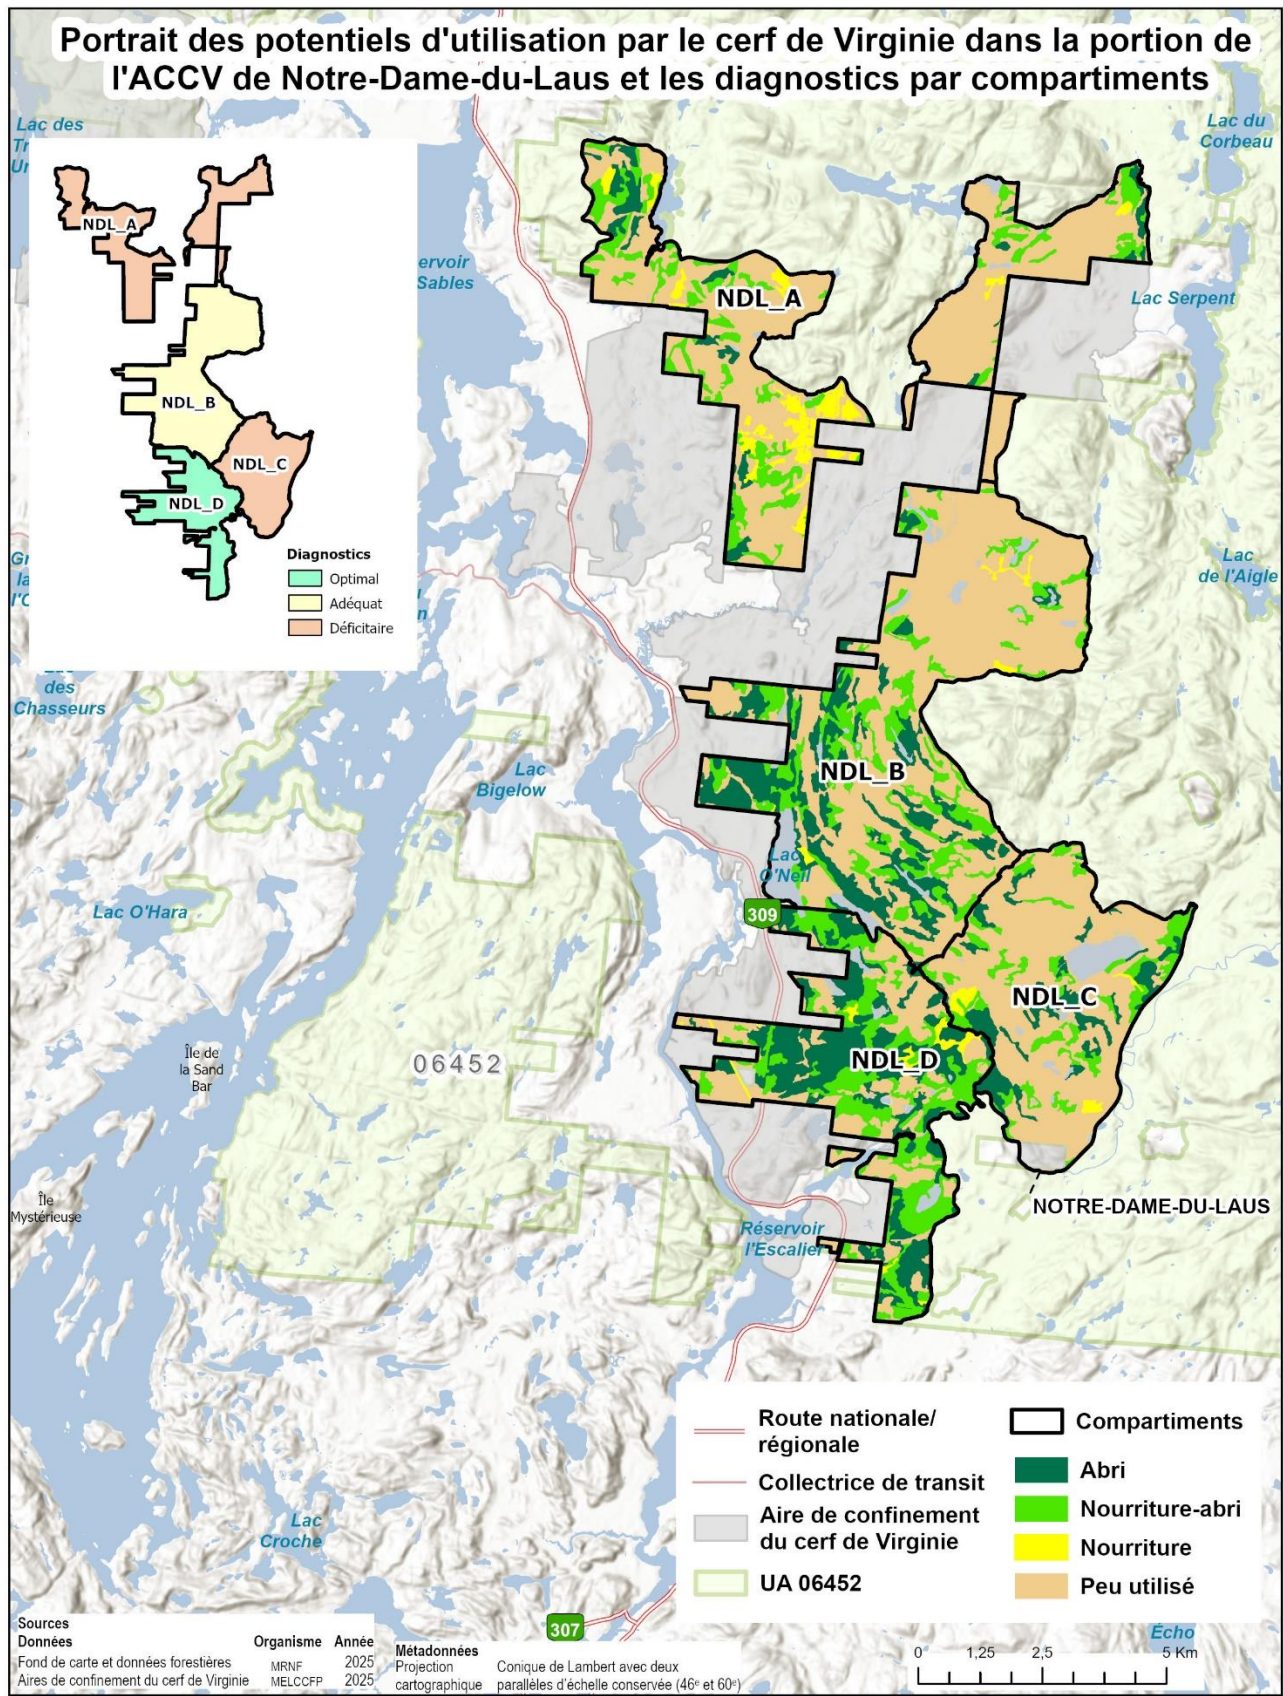 Portrait des potentiels d'utilisation par le cerf de Virginie dans la portion de
l'ACCV de Notre-Dame-du-Laus et les diagnostics par compartiments
Lac des
Lac du
Corbeau
NDL_A
NDL_B
NDL_C
NDL_D
Diagnostics
Optimal
Adéquat
Déficitaire
ervoir
Sables
NDL_A
Lac Serpent
Lac
de l'Aigle
des
Chasseurs
NDL_B
Lac
Bigelow
Lac
O'Neil
Lac O'Hara
309
NDL_C
NDL_D
06452
Île de
la Sand
Bar
Île
Mystérieuse
NOTRE-DAME-DU-LAUS
Réservoir
l'Escalier
Lac
Croche
Route nationale/
régionale
Collectrice de transit
Aire de confinement
du cerf de Virginie
UA 06452
Compartiments
Abri
Nourriture-abri
Nourriture
Peu utilisé
307
Écho
Sources
Données Organisme Année
Fond de carte et données forestières MRNF 2025
Aires de confinement du cerf de Virginie MELCCFP 2025
Métadonnées
Projection cartographique
Conique de Lambert avec deux
parallèles d'échelle conservée (46e et 60e)
0 1,25 2,5 5 Km